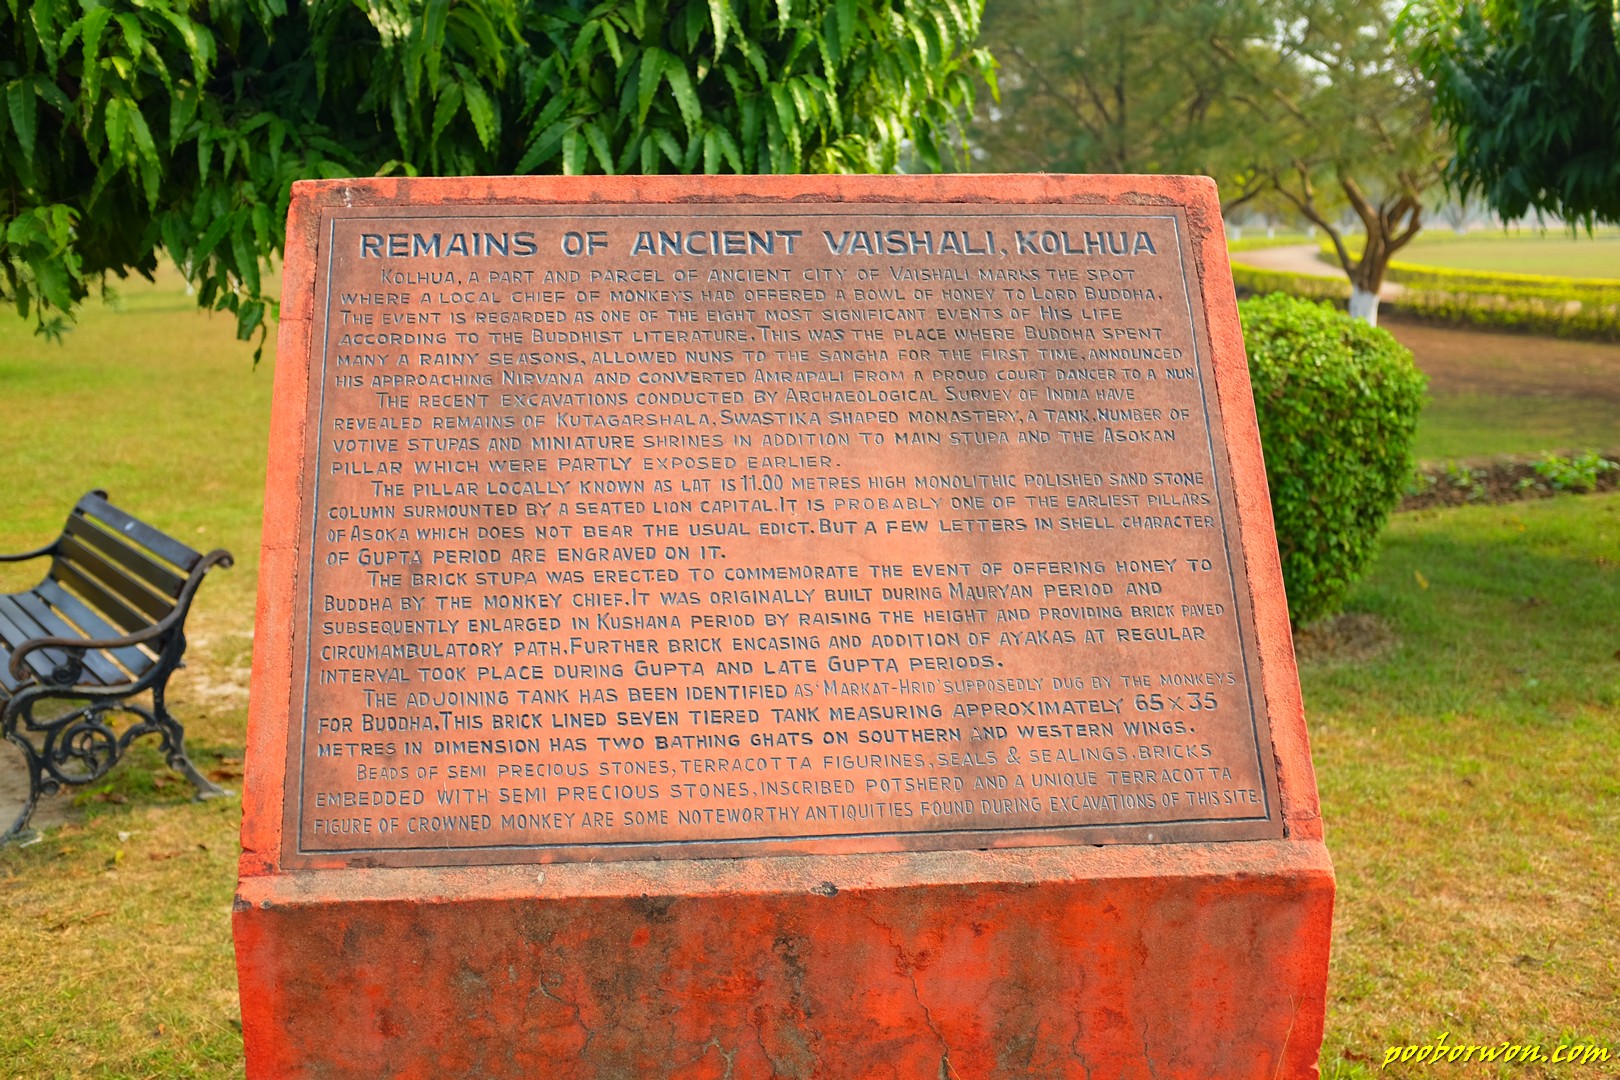 REMAINS OF ANCIENT VAISHALI, KOLHUA
KOLHUA, A PART AND PARCEL OF ANCIENT CITY OF VAISHALI MARKS THE SPOT
WHERE A LOCAL CHIEF OF MONKEYS HAD OFFERED A BOWL OF HONEY TO LORD BUDDHA.
THE EVENT IS REGARDED AS ONE OF THE EIGHT MOST SIGNIFICANT EVENTS OF HIS LIFE
ACCORDING TO THE BUDDHIST LITERATURE. THIS WAS THE PLACE WHERE BUDDHA SPENT
MANY A RAINY SEASONS, ALLOWED NUNS TO THE SANGHA FOR THE FIRST TIME, ANNOUNCED
HIS APPROACHING NIRVANA AND CONVERTED AMRAPALI FROM A PROUD COURT DANCER TO A NUN
THE RECENT EXCAVATIONS CONDUCTED BY ARCHAEOLOGICAL SURVEY OF INDIA HAVE
REVEALED REMAINS OF KUTAGARSHALA, SWASTIKA SHAPED MONASTERY, A TANK, NUMBER OF
VOTIVE STUPAS AND MINIATURE SHRINES IN ADDITION TO MAIN STUPA AND THE ASOKAN
PILLAR WHICH WERE PARTLY EXPOSED EARLIER.
THE PILLAR LOCALLY KNOWN AS LAT IS 11.00 METRES HIGH MONOLITHIC POLISHED SAND STONE
COLUMN SURMOUNTED BY A SEATED LION CAPITAL. IT IS PROBABLY ONE OF THE EARLIEST PILLARS
OF ASOKA WHICH DOES NOT BEAR THE USUAL EDICT. BUT A FEW LETTERS IN SHELL CHARACTER
OF GUPTA PERIOD ARE ENGRAVED ON IT.
THE BRICK STUPA WAS ERECTED TO COMMEMORATE THE EVENT OF OFFERING HONEY TO
BUDDHA BY THE MONKEY CHIEF. IT WAS ORIGINALLY BUILT DURING MAURYAN PERIOD AND
SUBSEQUENTLY ENLARGED IN KUSHANA PERIOD BY RAISING THE HEIGHT AND PROVIDING BRICK PAVED
CIRCUMAMBULATORY PATH. FURTHER BRICK ENCASING AND ADDITION OF AYAKAS AT REGULAR
INTERVAL TOOK PLACE DURING GUPTA AND LATE GUPTA PERIODS.
THE ADJOINING TANK HAS BEEN IDENTIFIED AS 'MARKAT-HRID' SUPPOSEDLY DUG BY THE MONKEYS
FOR BUDDHA. THIS BRICK LINED SEVEN TIERED TANK MEASURING APPROXIMATELY 65 X 35
METRES IN DIMENSION HAS TWO BATHING GHATS ON SOUTHERN AND WESTERN WINGS.
BEADS OF SEMI PRECIOUS STONES, TERRACOTTA FIGURINES, SEALS & SEALINGS, BRICKS
EMBEDDED WITH SEMI PRECIOUS STONES, INSCRIBED POTSHERD AND A UNIQUE TERRACOTTA
FIGURE OF CROWNED MONKEY ARE SOME NOTEWORTHY ANTIQUITIES FOUND DURING EXCAVATIONS OF THIS SITE.
pooborwon.com